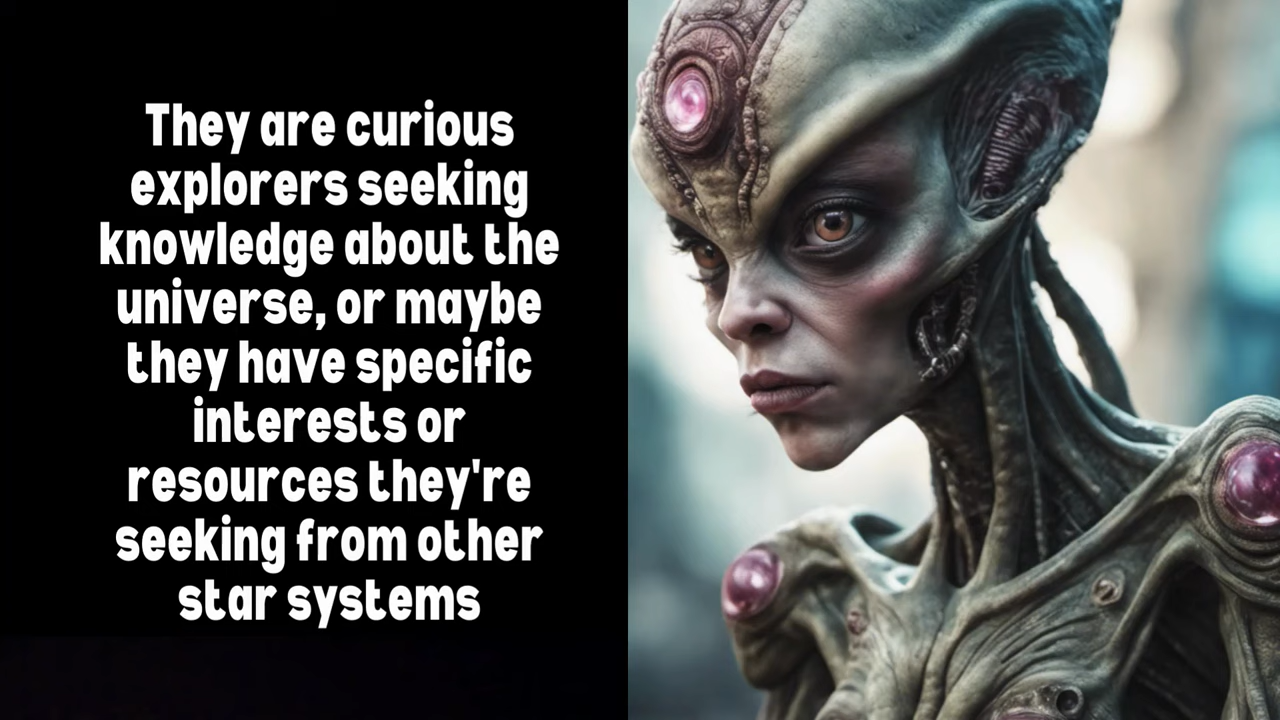 They are curious
explorers seeking
knowledge about the
universe, or maybe
they have specific
interests or
resources they're
seeking from other
star systems